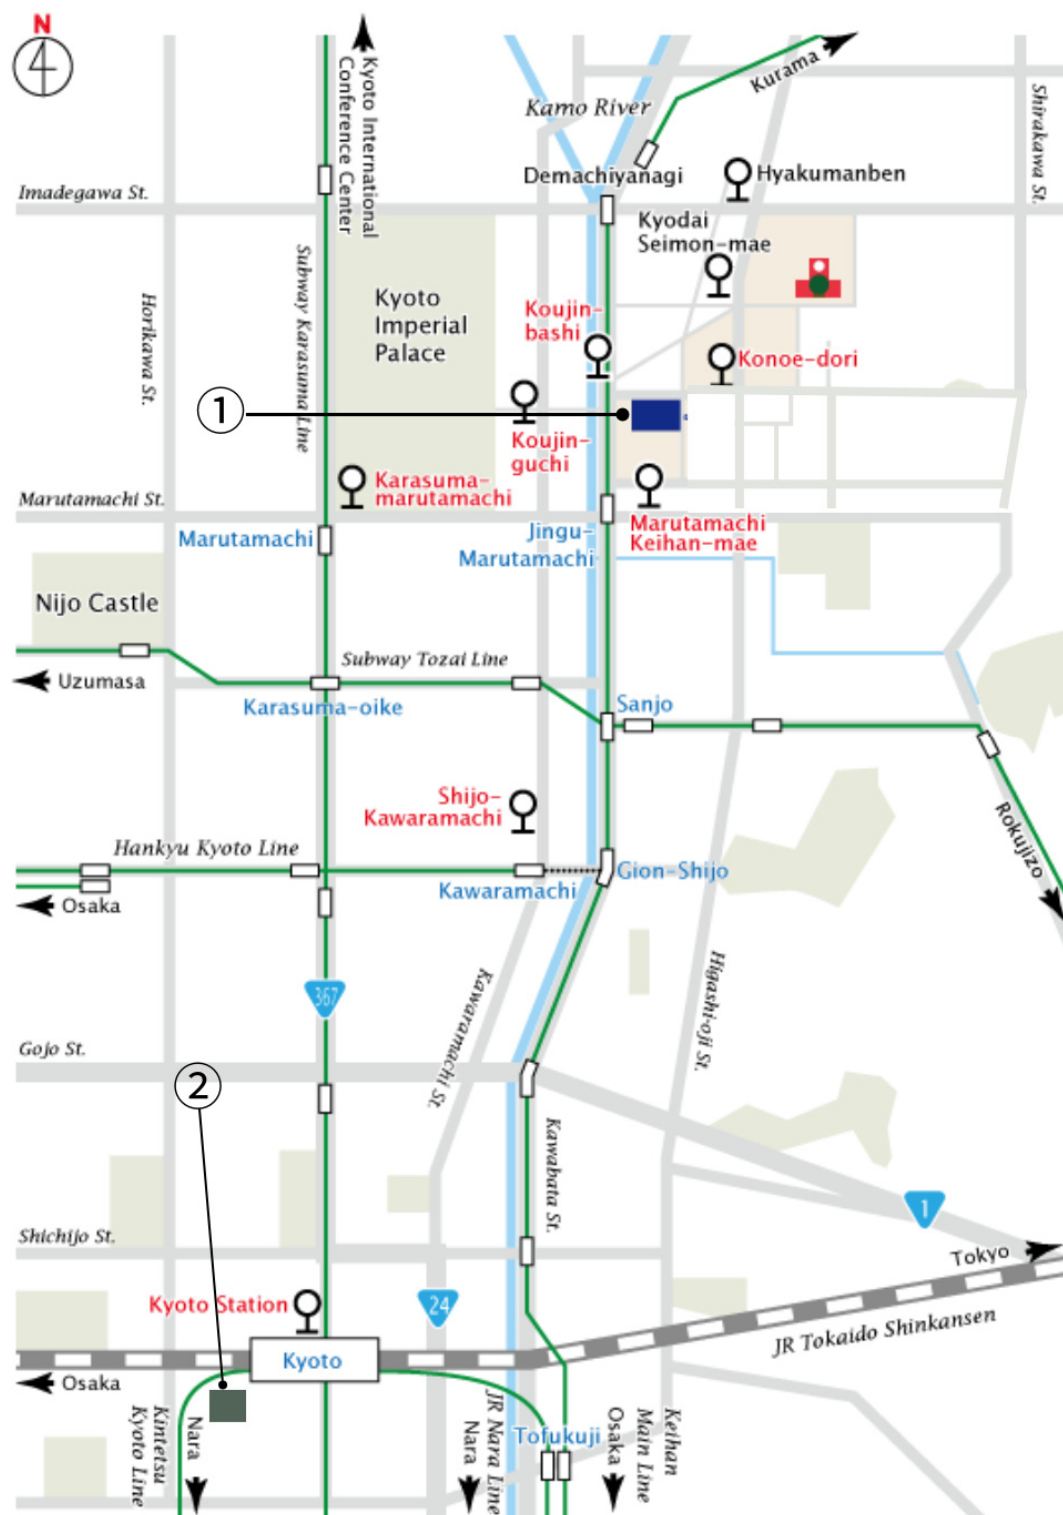 N
Kyoto International
Conference Center
Kurama
Kamo River
Shirakawa St.
Demachiyanagi
Hyakumanben
Imadegawa St.
Kyodai
Seimon-mae
Subway Karasuma Line
Horikawa St.
Kyoto
Imperial
Palace
Koujin-
bashi
Konoe-dori
①
Koujin-
guchi
Karasuma-
marutamachi
Marutamachi St.
Marutamachi
Jingu-
Marutamachi
Marutamachi
Keihan-mae
Nijo Castle
Subway Tozai Line
Uzumasa
Karasuma-oike
Sanjo
Shijo-
Kawaramachi
Rokujizo
Hankyu Kyoto Line
Kawaramachi
Gion-Shijo
Osaka
367
Kawaramachi St.
Higashi-oji St.
Gojo St.
②
Kawabata St.
1
Shichijo St.
Tokyo
Kyoto Station
24
JR Tokaido Shinkansen
Kyoto
Osaka
Kintetsu
Kyoto Line
Nara
Nara
JR Nara Line
Tofukuji
Osaka
Keihan
Main Line